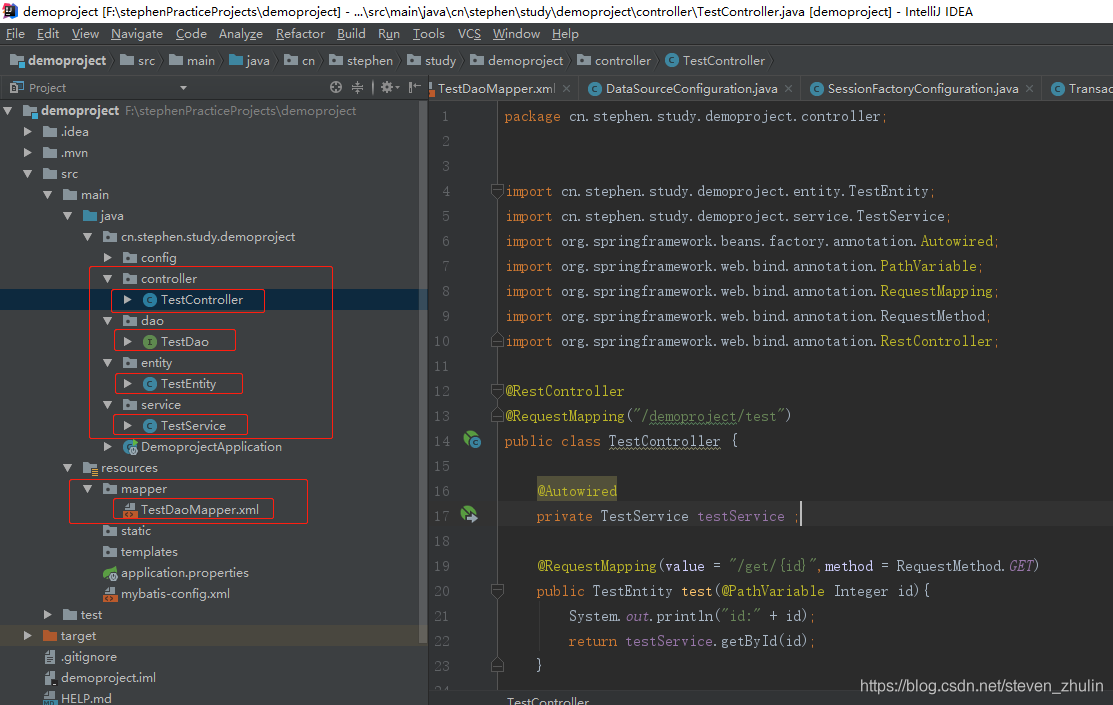 demoproject [F:\stephenPracticeProjects\demoproject] - ...\src\main\java\cn\stephen\study\demoproject\controller\TestController.java [demoproject] - IntelliJ IDEA
File Edit View Navigate Code Analyze Refactor Build Run Tools VCS Window Help
demoproject src main java cn stephen study demoproject controller TestController
Project
TestDaoMapper.xml DataSourceConfiguration.java SessionFactoryConfiguration.java Transac
demoproject F:\stephenPracticeProjects\demoproject
.idea
.mvn
src
main
java
cn.stephen.study.demoproject
config
controller
TestController
dao
TestDao
entity
TestEntity
service
TestService
DemoprojectApplication
resources
mapper
TestDaoMapper.xml
static
templates
application.properties
mybatis-config.xml
test
target
.gitignore
demoproject.iml
HELP.md
1 package cn.stephen.study.demoproject.controller;
2
3
4 import cn.stephen.study.demoproject.entity.TestEntity;
5 import cn.stephen.study.demoproject.service.TestService;
6 import org.springframework.beans.factory.annotation.Autowired;
7 import org.springframework.web.bind.annotation.PathVariable;
8 import org.springframework.web.bind.annotation.RequestMapping;
9 import org.springframework.web.bind.annotation.RequestMethod;
10 import org.springframework.web.bind.annotation.RestController;
11
12 @RestController
13 @RequestMapping("/demoproject/test")
14 public class TestController {
15
16 @Autowired
17 private TestService testService ;
18
19 @RequestMapping(value = "/get/{id}",method = RequestMethod.GET)
20 public TestEntity test(@PathVariable Integer id){
21 System.out.println("id:" + id);
22 return testService.getById(id);
23 }
24
TestController
https://blog.csdn.net/steven_zhulin